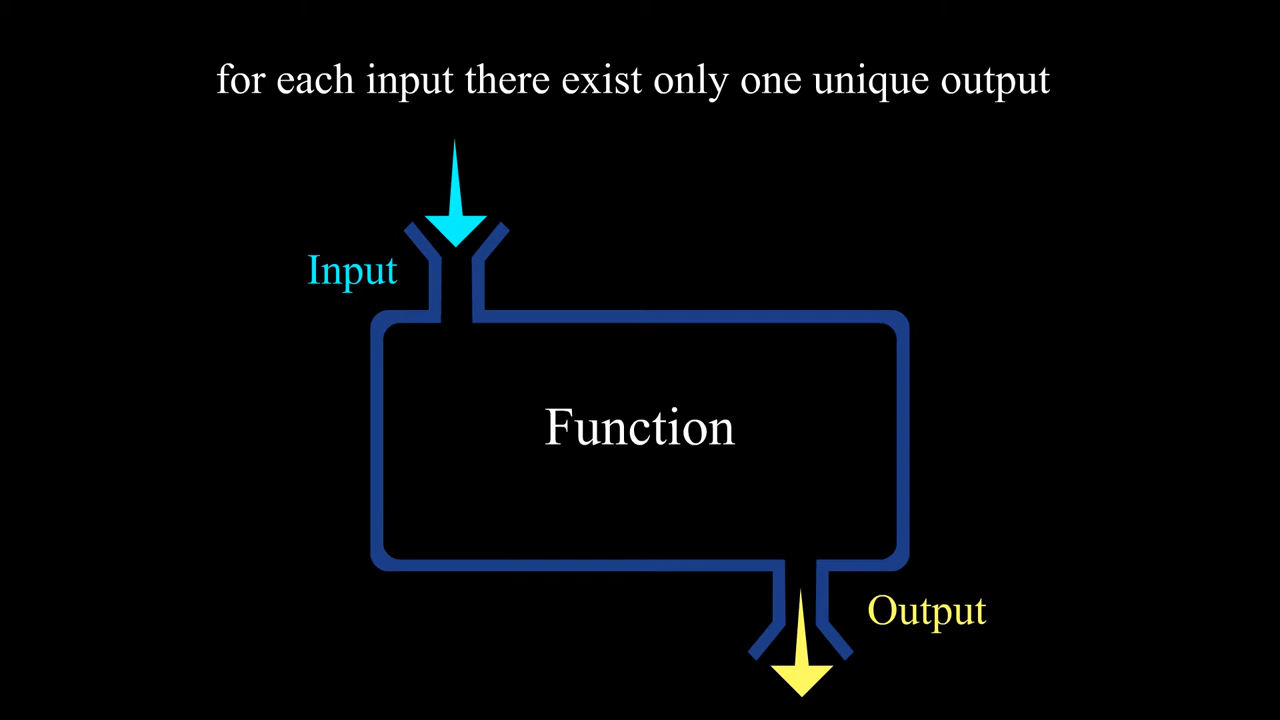 for each input there exist only one unique output
Input
Function
Output